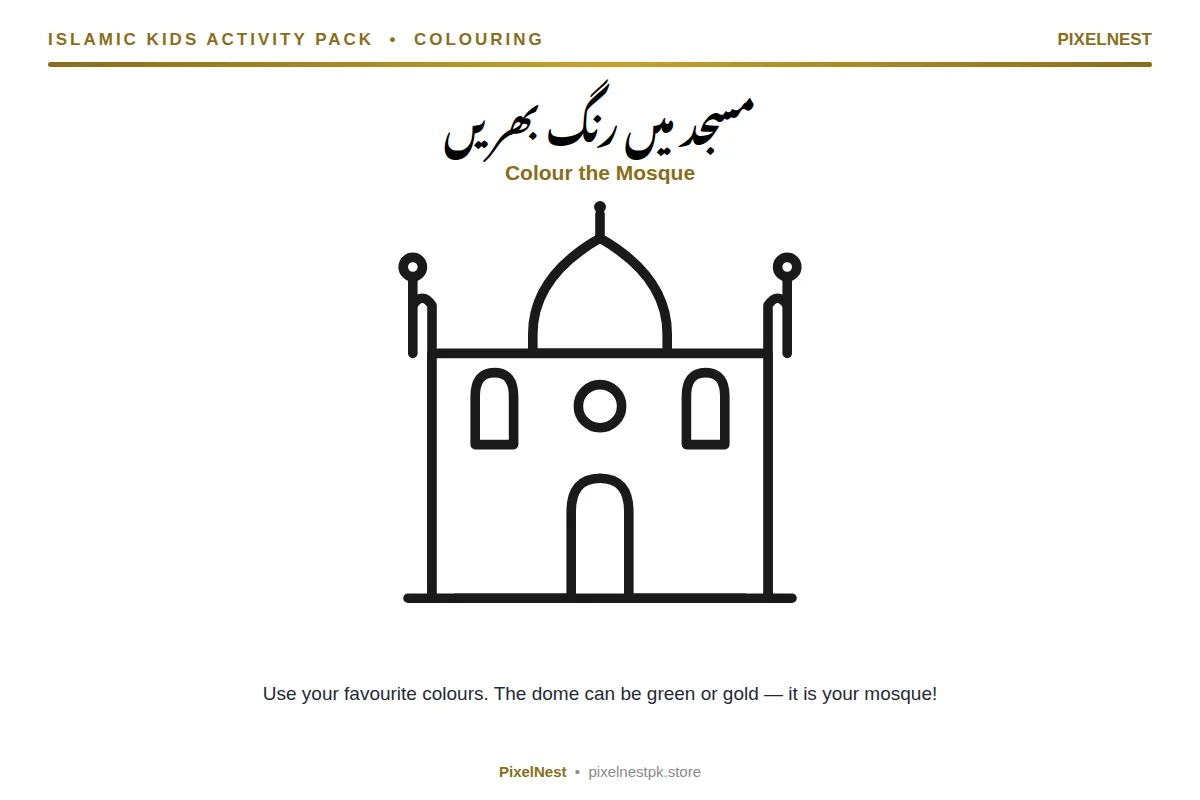 ISLAMIC KIDS ACTIVITY PACK • COLOURING
PIXELNEST
مسجد میں رنگ بھریں
Colour the Mosque
Use your favourite colours. The dome can be green or gold — it is your mosque!
PixelNest • pixelnestpk.store